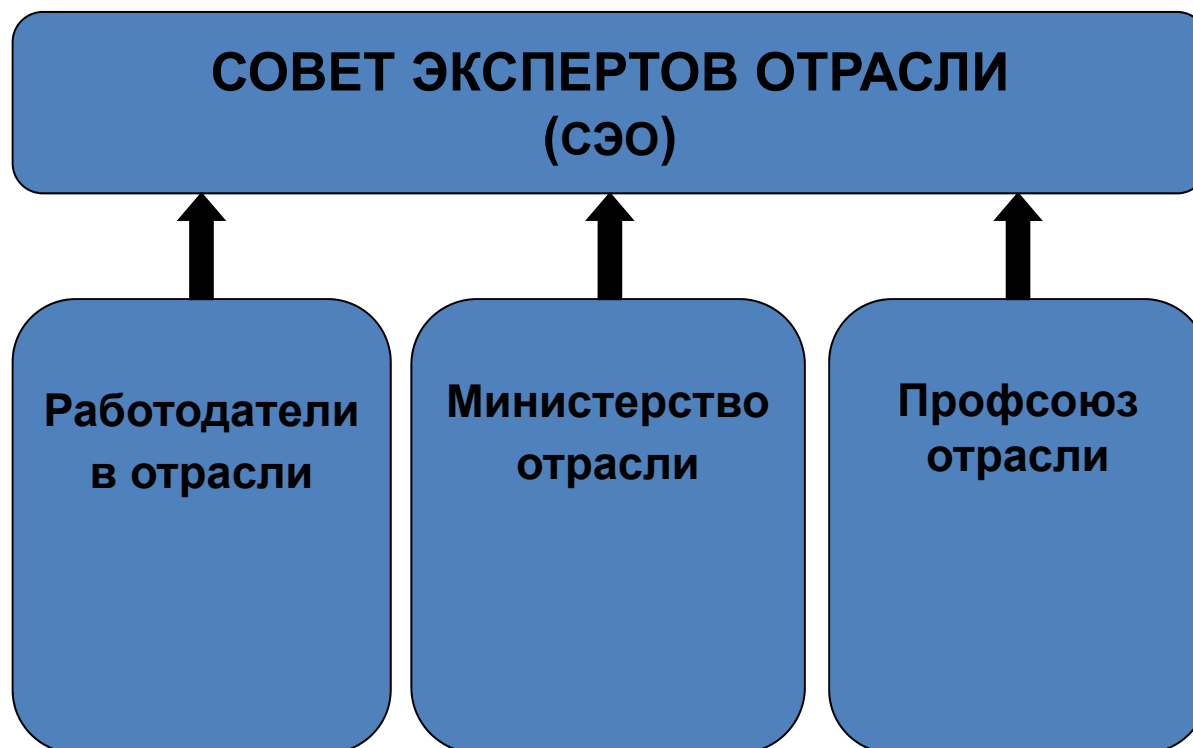 СОВЕТ ЭКСПЕРТОВ ОТРАСЛИ
(СЭО)
Работодатели
в отрасли
Министерство
отрасли
Профсоюз
отрасли